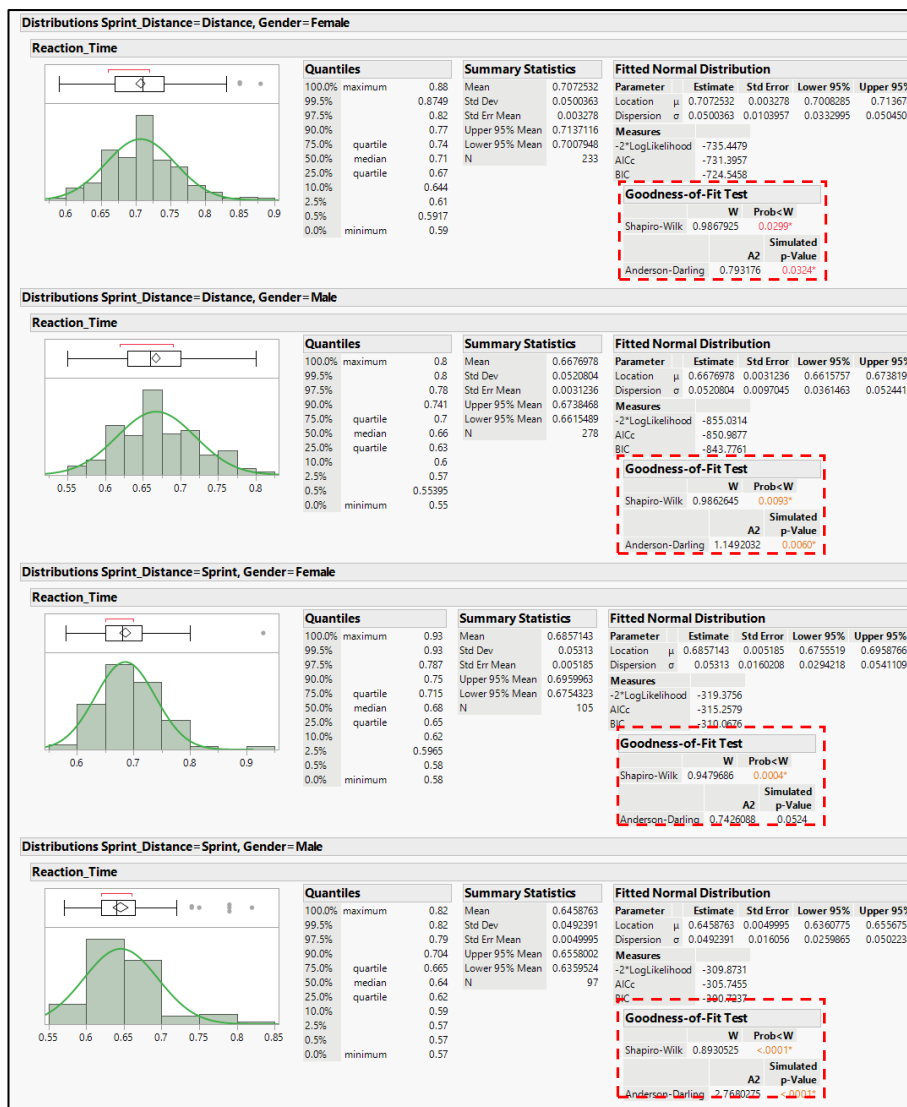 Distributions Sprint_Distance=Distance, Gender=Female
Reaction_Time
0.6 0.65 0.7 0.75 0.8 0.85 0.9
Quantiles
100.0% maximum 0.88
99.5% 0.8749
97.5% 0.82
90.0% 0.77
75.0% quartile 0.74
50.0% median 0.71
25.0% quartile 0.67
10.0% 0.644
2.5% 0.61
0.5% 0.5917
0.0% minimum 0.59
Summary Statistics
Mean 0.7072532
Std Dev 0.0500363
Std Err Mean 0.003278
Upper 95% Mean 0.7137116
Lower 95% Mean 0.7007948
N 233
Fitted Normal Distribution
Parameter Estimate Std Error Lower 95% Upper 95%
Location μ 0.7072532 0.003278 0.7008285 0.713678
Dispersion σ 0.0500363 0.0103957 0.0332995 0.050450
Measures
-2*LogLikelihood -735.4479
AICc -731.3957
BIC -724.5458
Goodness-of-Fit Test
W Prob<W
Shapiro-Wilk 0.9867925 0.0299*
Simulated
A2 p-Value
Anderson-Darling 0.793176 0.0324*
Distributions Sprint_Distance=Distance, Gender=Male
Reaction_Time
0.55 0.6 0.65 0.7 0.75 0.8
Quantiles
100.0% maximum 0.8
99.5% 0.8
97.5% 0.78
90.0% 0.741
75.0% quartile 0.7
50.0% median 0.66
25.0% quartile 0.63
10.0% 0.6
2.5% 0.57
0.5% 0.55395
0.0% minimum 0.55
Summary Statistics
Mean 0.6676978
Std Dev 0.0520804
Std Err Mean 0.0031236
Upper 95% Mean 0.6738468
Lower 95% Mean 0.6615489
N 278
Fitted Normal Distribution
Parameter Estimate Std Error Lower 95% Upper 95%
Location μ 0.6676978 0.0031236 0.6615757 0.673819
Dispersion σ 0.0520804 0.0097045 0.0361463 0.052441
Measures
-2*LogLikelihood -855.0314
AICc -850.9877
BIC -843.7761
Goodness-of-Fit Test
W Prob<W
Shapiro-Wilk 0.9862645 0.0093*
Simulated
A2 p-Value
Anderson-Darling 1.1492032 0.0060*
Distributions Sprint_Distance=Sprint, Gender=Female
Reaction_Time
0.6 0.7 0.8 0.9
Quantiles
100.0% maximum 0.93
99.5% 0.93
97.5% 0.787
90.0% 0.75
75.0% quartile 0.715
50.0% median 0.68
25.0% quartile 0.65
10.0% 0.62
2.5% 0.5965
0.5% 0.58
0.0% minimum 0.58
Summary Statistics
Mean 0.6857143
Std Dev 0.05313
Std Err Mean 0.005185
Upper 95% Mean 0.6959963
Lower 95% Mean 0.6754323
N 105
Fitted Normal Distribution
Parameter Estimate Std Error Lower 95% Upper 95%
Location μ 0.6857143 0.005185 0.6755519 0.6958766
Dispersion σ 0.05313 0.0160208 0.0294218 0.0541109
Measures
-2*LogLikelihood -319.3756
AICc -315.2579
BIC -310.0676
Goodness-of-Fit Test
W Prob<W
Shapiro-Wilk 0.9479686 0.0004*
Simulated
A2 p-Value
Anderson-Darling 0.7426088 0.0524
Distributions Sprint_Distance=Sprint, Gender=Male
Reaction_Time
0.55 0.6 0.65 0.7 0.75 0.8 0.85
Quantiles
100.0% maximum 0.82
99.5% 0.82
97.5% 0.79
90.0% 0.704
75.0% quartile 0.665
50.0% median 0.64
25.0% quartile 0.62
10.0% 0.59
2.5% 0.57
0.5% 0.57
0.0% minimum 0.57
Summary Statistics
Mean 0.6458763
Std Dev 0.0492391
Std Err Mean 0.0049995
Upper 95% Mean 0.6558002
Lower 95% Mean 0.6359524
N 97
Fitted Normal Distribution
Parameter Estimate Std Error Lower 95% Upper 95%
Location μ 0.6458763 0.0049995 0.6360775 0.655675
Dispersion σ 0.0492391 0.016056 0.0259865 0.050223
Measures
-2*LogLikelihood -309.8731
AICc -305.7455
BIC -300.7237
Goodness-of-Fit Test
W Prob<W
Shapiro-Wilk 0.8930525 <.0001*
Simulated
A2 p-Value
Anderson-Darling 2.7680275 <.0001*